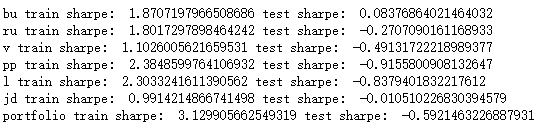 bu train sharpe:  1.8707197966508686 test sharpe:  0.08376864021464032
ru train sharpe:  1.8017297898464242 test sharpe:  -0.2707090161168933
v train sharpe:  1.1026005621659531 test sharpe:  -0.49131722218989377
pp train sharpe:  2.3848599764106932 test sharpe:  -0.9155800908132647
l train sharpe:  2.3033241611390562 test sharpe:  -0.8379401832217612
jd train sharpe:  0.9914214866741498 test sharpe:  -0.010510226830394579
portfolio train sharpe:  3.129905662549319 test sharpe:  -0.5921463226887931